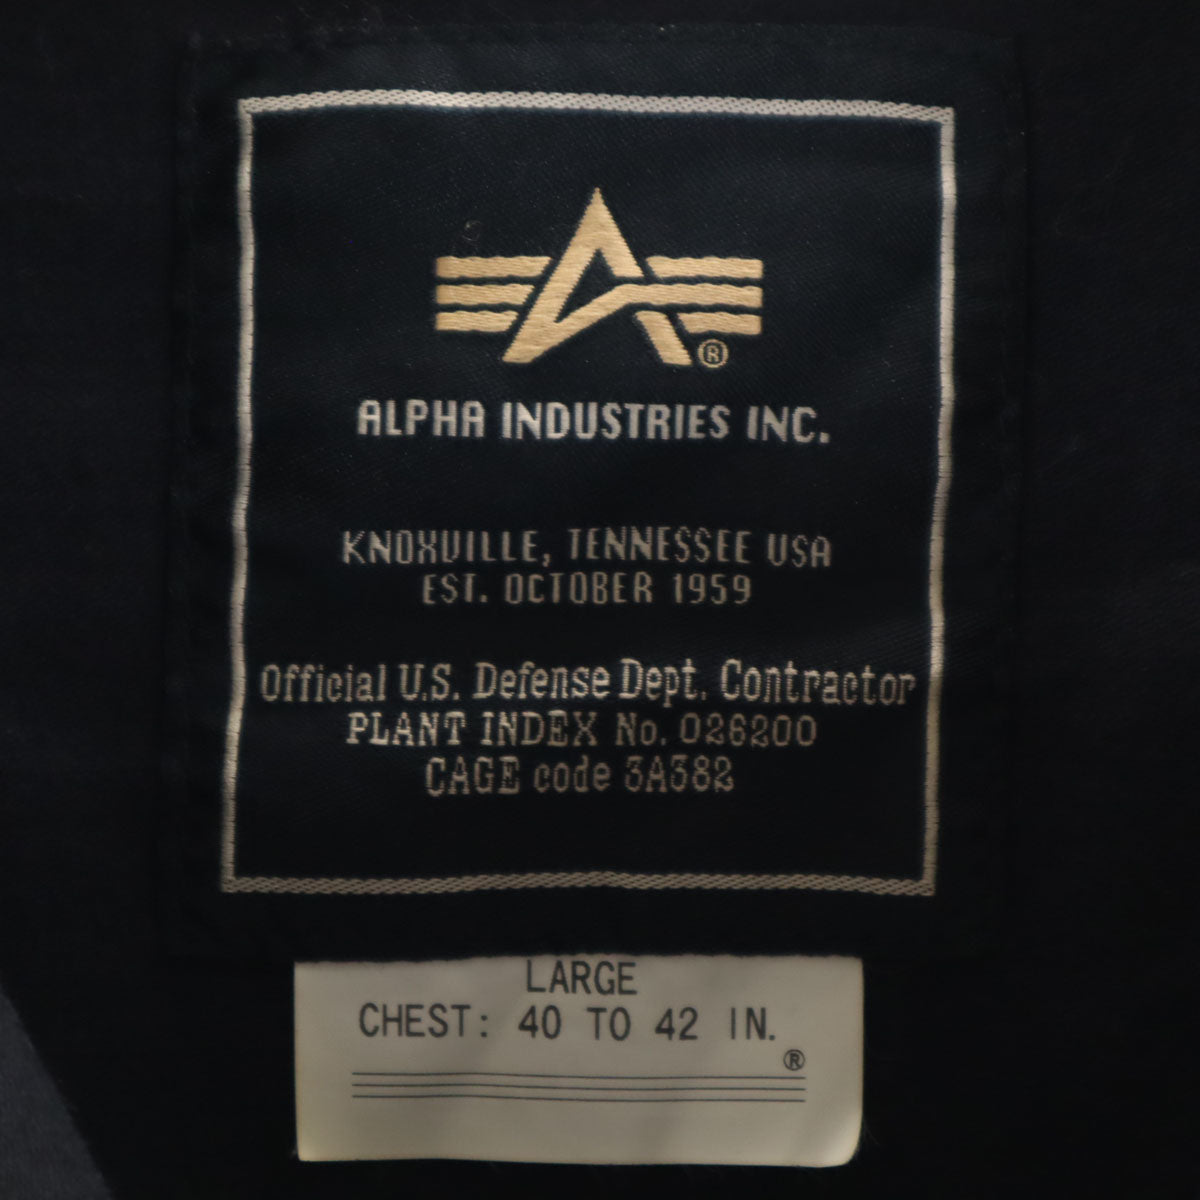 ®
ALPHA INDUSTRIES INC.
KNOXVILLE, TENNESSEE USA
EST. OCTOBER 1959
Official U.S. Defense Dept. Contractor
PLANT INDEX No. 026200
CAGE code 3A382
LARGE
CHEST: 40 TO 42 IN.
®